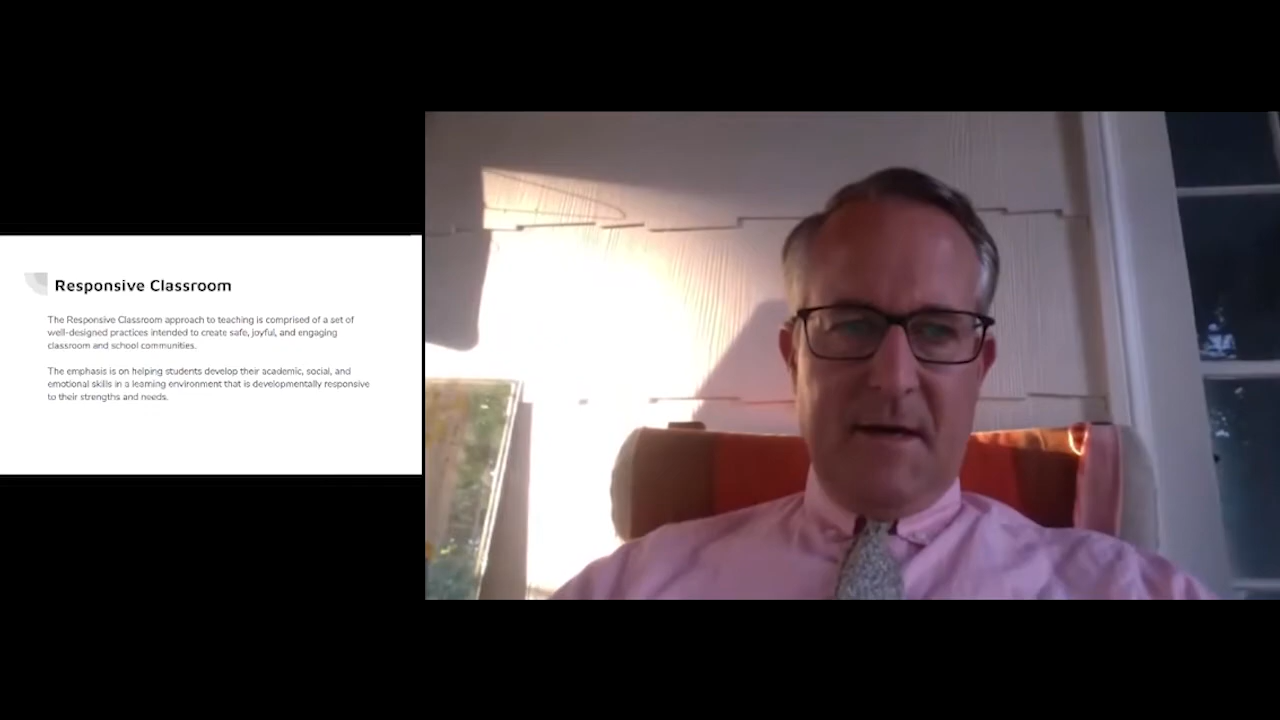 Responsive Classroom
The Responsive Classroom approach to teaching is comprised of a set of
well-designed practices intended to create safe, joyful, and engaging
classroom and school communities.
The emphasis is on helping students develop their academic, social, and
emotional skills in a learning environment that is developmentally responsive
to their strengths and needs.